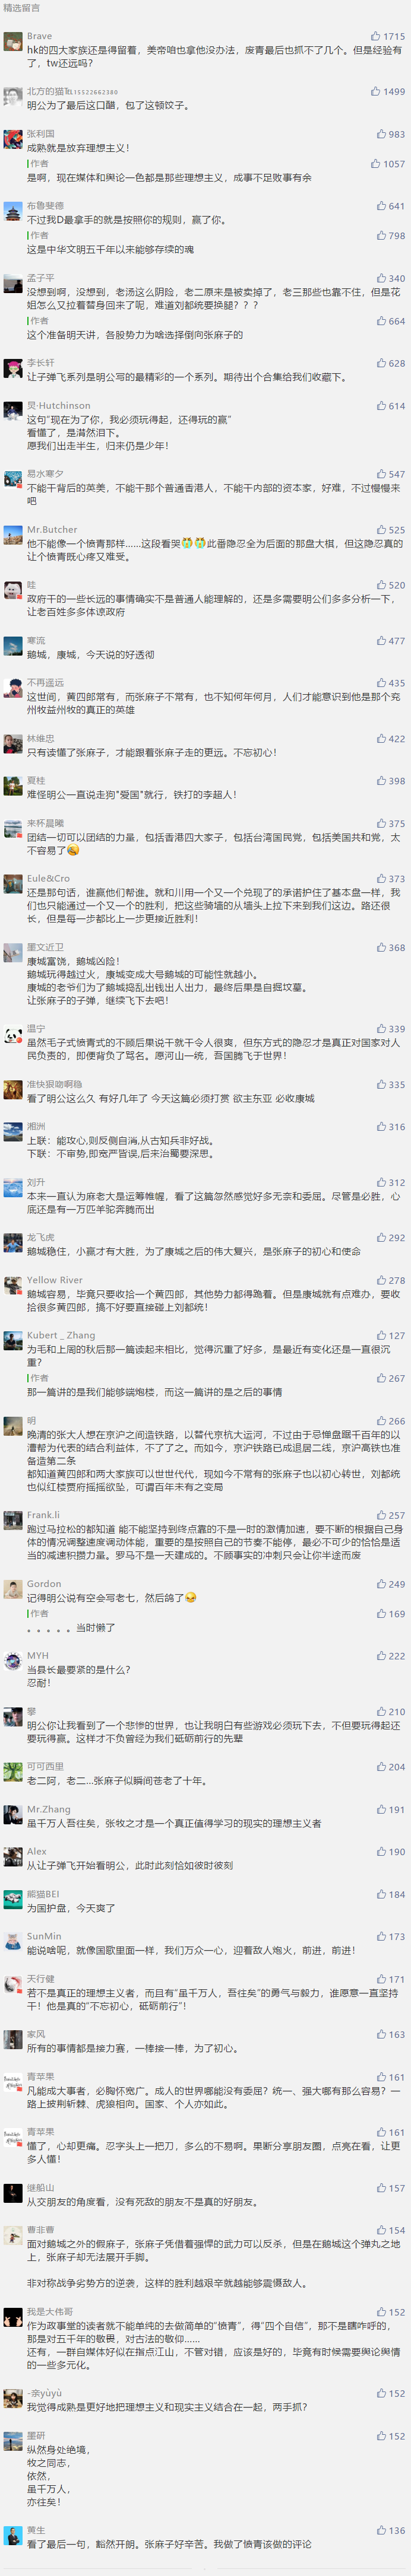 精选留言
Brave 1715
hk的四大家族还是得留着，美帝咱也拿他没办法，废青最后也抓不了几个。但是经验有
了，tw还远吗？
1499
明公为了最后这口醋，包了这顿饺子。
张利国 983
成熟就是放弃理想主义！
作者 1057
是啊，现在媒体和舆论一色都是那些理想主义，成事不足败事有余
布鲁斐德 641
不过我D最拿手的就是按照你的规则，赢了你。
作者 798
这是中华文明五千年以来能够存续的魂
孟子平 340
没想到啊，没想到，老汤这么阴险，老二原来是被卖掉了，老三那些也靠不住，但是花
姐怎么又拉着替身回来了呢，难道刘都统要换腿？？？
作者 664
这个准备明天讲，各股势力为啥选择倒向张麻子的
李长轩 628
让子弹飞系列是明公写的最精彩的一个系列。期待出个合集给我们收藏下。
炅·Hutchinson 614
这句“现在为了你，我必须玩得起，还得玩的赢”
看懂了，是潸然泪下。
愿我们出走半生，归来仍是少年！
易水寒夕 547
不能干背后的英美，不能干那个普通香港人，不能干内部的资本家，好难，不过慢慢来
吧
Mr.Butcher 525
他不能像一个愤青那样……这段看哭😭😭此番隐忍全为后面的那盘大棋，但这隐忍真的
让个愤青既心疼又难受。
哇 520
政府干的一些长远的事情确实不是普通人能理解的，还是多需要明公们多多分析一下，
让老百姓多多体谅政府
寒流 477
鹅城，康城，今天说的好透彻
不再遥远 435
这世间，黄四郎常有，而张麻子不常有，也不知何年何月，人们才能意识到他是那个兖
州牧益州牧的真正的英雄
林维忠 422
只有读懂了张麻子，才能跟着张麻子走的更远。不忘初心！
夏桂 398
难怪明公一直说走狗“爱国”就行，铁打的李超人！
来杯晨曦 375
团结一切可以团结的力量，包括香港四大家子，包括台湾国民党，包括美国共和党，太
不容易了
Eule&Cro 373
还是那句话，谁赢他们帮谁。就和川用一个又一个兑现了的承诺护住了基本盘一样，我
们也只能通过一个又一个的胜利，把这些骑墙的从墙头上拉下来到我们这边。路还很
长，但是每一步都比上一步更接近胜利！
墨文近卫 368
康城富饶，鹅城凶险！
鹅城玩得越过火，康城变成大号鹅城的可能性就越小。
康城的老爷们为了鹅城捣乱出钱出人出力，最终后果是自掘坟墓。
让张麻子的子弹，继续飞下去吧！
温宁 339
虽然毛子式愤青式的不顾后果说干就干令人很爽，但东方式的隐忍才是真正对国家对人
民负责的，即便背负了骂名。愿河山一统，吾国腾飞于世界！
准快狠吻啊稳 335
看了明公这么久 有好几年了 今天这篇必须打赏 欲主东亚 必收康城
湘洲 316
上联：能攻心，则反侧自消，从古知兵非好战。
下联：不审势，即宽严皆误，后来治蜀要深思。
刘升 312
本来一直认为麻老大是运筹帷幄，看了这篇忽然感觉好多无奈和委屈。尽管是必胜，心
底还是有一万匹羊驼奔腾而出
龙飞虎 292
鹅城稳住，小赢才有大胜，为了康城之后的伟大复兴，是张麻子的初心和使命
Yellow River 278
鹅城容易，毕竟只要收拾一个黄四郎，其他势力都得跪着。但是康城就有点难办，要收
拾很多黄四郎，搞不好要直接碰上刘都统！
Kubert _ Zhang 127
为毛和上周的秋后那一篇读起来相比，觉得沉重了好多，是最近有变化还是一直很沉
重？
作者 267
那一篇讲的是我们能够端炮楼，而这一篇讲的是之后的事情
明 266
晚清的张大人想在京沪之间造铁路，以替代京杭大运河，不过由于忌惮盘踞千百年的以
漕帮为代表的结合利益体，不了了之。而如今，京沪铁路已成退居二线，京沪高铁也准
备造第二条
都知道黄四郎和两大家族可以世世代代，现如今不常有的张麻子也以初心转世，刘都统
也似红楼贾府摇摇欲坠，可谓百年未有之变局
Frank.li 257
跑过马拉松的都知道 能不能坚持到终点靠的不是一时的激情加速，要不断的根据自己身
体的情况调整速度调动体能，重要的是按照自己的节奏不能停，最必不可少的恰恰是适
当的减速积攒力量。罗马不是一天建成的。不顾事实的冲刺只会让你半途而废
Gordon 249
记得明公说有空会写老七，然后鸽了
作者 169
。。。。。当时懒了
MYH 222
当县长最要紧的是什么？
忍耐！
攀 210
明公你让我看到了一个悲惨的世界，也让我明白有些游戏必须玩下去，不但要玩得起还
要玩得赢。这样才不负曾经为我们砥砺前行的先辈
可可西里 204
老二阿，老二…张麻子似瞬间苍老了十年。
Mr.Zhang 191
虽千万人吾往矣，张牧之才是一个真正值得学习的现实的理想主义者
Alex 190
从让子弹飞开始看明公，此时此刻恰如彼时彼刻
熊猫BEI 184
为国护盘，今天爽了
SunMin 173
能说啥呢，就像国歌里面一样，我们万众一心，迎着敌人炮火，前进，前进！
天行健 171
若不是真正的理想主义者，而且有“虽千万人，吾往矣”的勇气与毅力，谁愿意一直坚持
干！他是真的“不忘初心，砥砺前行”！
家风 163
所有的事情都是接力赛，一棒接一棒，为了初心。
青苹果 161
凡能成大事者，必胸怀宽广。成人的世界哪能没有委屈？统一、强大哪有那么容易？一
路上披荆斩棘、虎狼相向。国家、个人亦如此。
青苹果 161
懂了，心却更痛。忍字头上一把刀，多么的不易啊。果断分享朋友圈，点亮在看，让更
多人懂！
继船山 157
从交朋友的角度看，没有死敌的朋友不是真的好朋友。
曹非曹 154
面对鹅城之外的假麻子，张麻子凭借着强悍的武力可以反杀，但是在鹅城这个弹丸之地
上，张麻子却无法展开手脚。
非对称战争劣势方的逆袭，这样的胜利越艰辛就越能够震慑敌人。
我是大伟哥 152
作为政事堂的读者就不能单纯的去做简单的“愤青”，得“四个自信”，那不是瞎咋呼的，
那是对五千年的敬畏，对古法的敬仰……
还有，一群自媒体好似在指点江山，不管对错，应该是好的，毕竟有时候需要舆论舆情
的一些多元化。
-亲yùyù 152
我觉得成熟是更好地把理想主义和现实主义结合在一起，两手抓？
墨研 152
纵然身处绝境，
牧之同志，
依然，
虽千万人，
亦往矣！
黄生 136
看了最后一句，豁然开朗。张麻子好辛苦。我做了愤青该做的评论